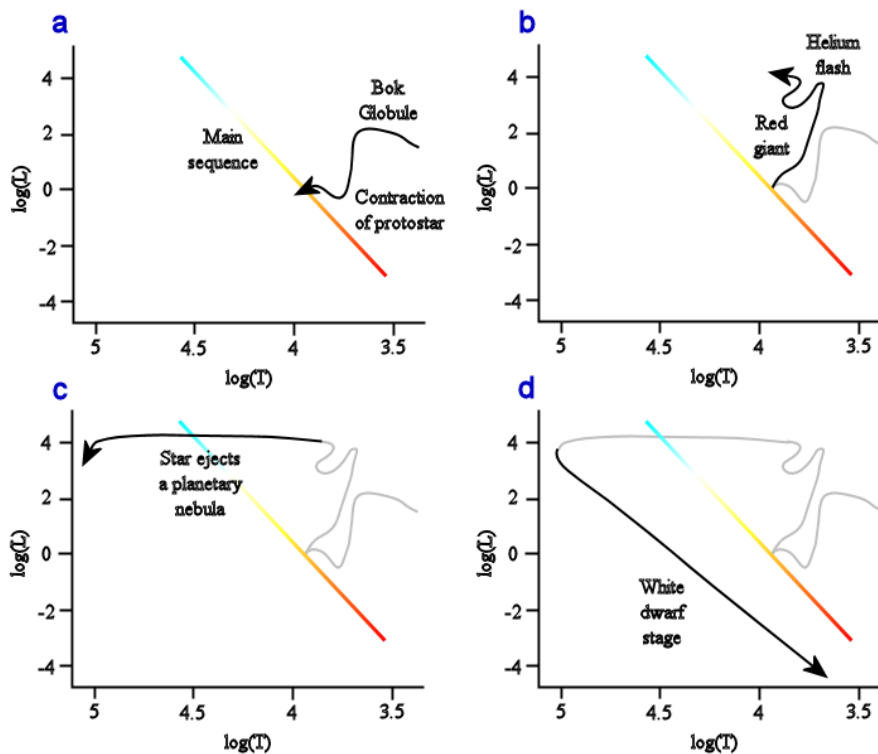 a
log(L)
4
2
0
-2
-4
Bok
Globule
Main
sequence
Contraction
of protostar
5
4.5
4
3.5
log(T)
b
log(L)
4
2
0
-2
-4
Helium
flash
Red
giant
5
4.5
4
3.5
log(T)
c
log(L)
4
2
0
-2
-4
Star ejects
a planetary
nebula
5
4.5
4
3.5
log(T)
d
log(L)
4
2
0
-2
-4
White
dwarf
stage
5
4.5
4
3.5
log(T)